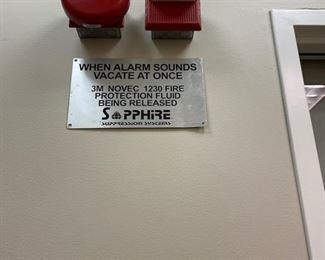 WHEN ALARM SOUNDS
VACATE AT ONCE
3M NOVEC 1230 FIRE
PROTECTION FLUID
BEING RELEASED
SAPPHIRE
SUPPRESSION SYSTEMS